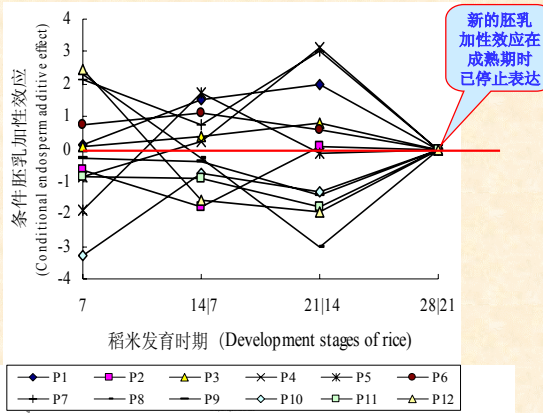 新的胚乳
加性效应在
成熟期时
已停止表达
条件胚乳加性效应
(Conditional endosperm additive effect)
4
3
2
1
0
-1
-2
-3
-4
7 14|7 21|14 28|21
稻米发育时期 (Development stages of rice)
P1 P2 P3 P4 P5 P6
P7 P8 P9 P10 P11 P12